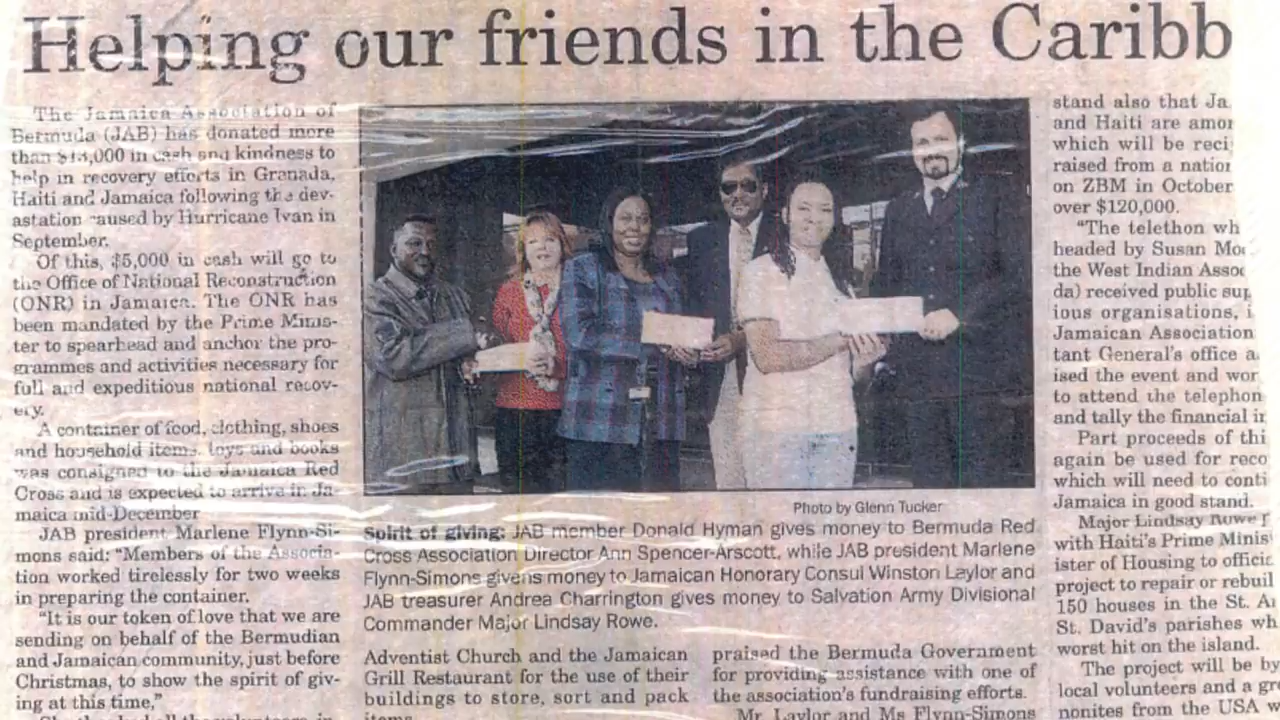 Helping our friends in the Caribb
The Jamaica Association of
Bermuda (JAB) has donated more
than $13,000 in cash and kindness to
help in recovery efforts in Granada,
Haiti and Jamaica following the dev-
astation caused by Hurricane Ivan in
September.
Of this, $5,000 in cash will go to
the Office of National Reconstruction
(ONR) in Jamaica. The ONR has
been mandated by the Prime Minis-
ter to spearhead and anchor the pro-
grammes and activities necessary for
full and expeditious national recov-
ery.
A container of food, clothing, shoes
and household items, toys and books
was consigned to the Jamaica Red
Cross and is expected to arrive in Ja-
maica mid-December
JAB president Marlene Flynn-Si-
mons said: “Members of the Associa-
tion worked tirelessly for two weeks
in preparing the container.
“It is our token of love that we are
sending on behalf of the Bermudian
and Jamaican community, just before
Christmas, to show the spirit of giv-
ing at this time,”
Photo by Glenn Tucker
Spirit of giving: JAB member Donald Hyman gives money to Bermuda Red
Cross Association Director Ann Spencer-Arscott, while JAB president Marlene
Flynn-Simons givens money to Jamaican Honorary Consul Winston Laylor and
JAB treasurer Andrea Charrington gives money to Salvation Army Divisional
Commander Major Lindsay Rowe.
Adventist Church and the Jamaican
Grill Restaurant for the use of their
buildings to store, sort and pack
items.
praised the Bermuda Government
for providing assistance with one of
the association's fundraising efforts.
Mr. Laylor and Ms Flynn-Simons
stand also that Ja
and Haiti are amo
which will be reci
raised from a nation
on ZBM in October
over $120,000.
“The telethon wh
headed by Susan Mo
the West Indian Assoc
da) received public sup
ious organisations, i
Jamaican Association
tant General's office a
ised the event and wor
to attend the telephon
and tally the financial in
Part proceeds of thi
again be used for reco
which will need to conti
Jamaica in good stand.
Major Lindsay Rowe
with Haiti's Prime Minis
ister of Housing to offici
project to repair or rebuil
150 houses in the St. A
St. David's parishes wh
worst hit on the island.
The project will be by
local volunteers and a gr
nonites from the USA w